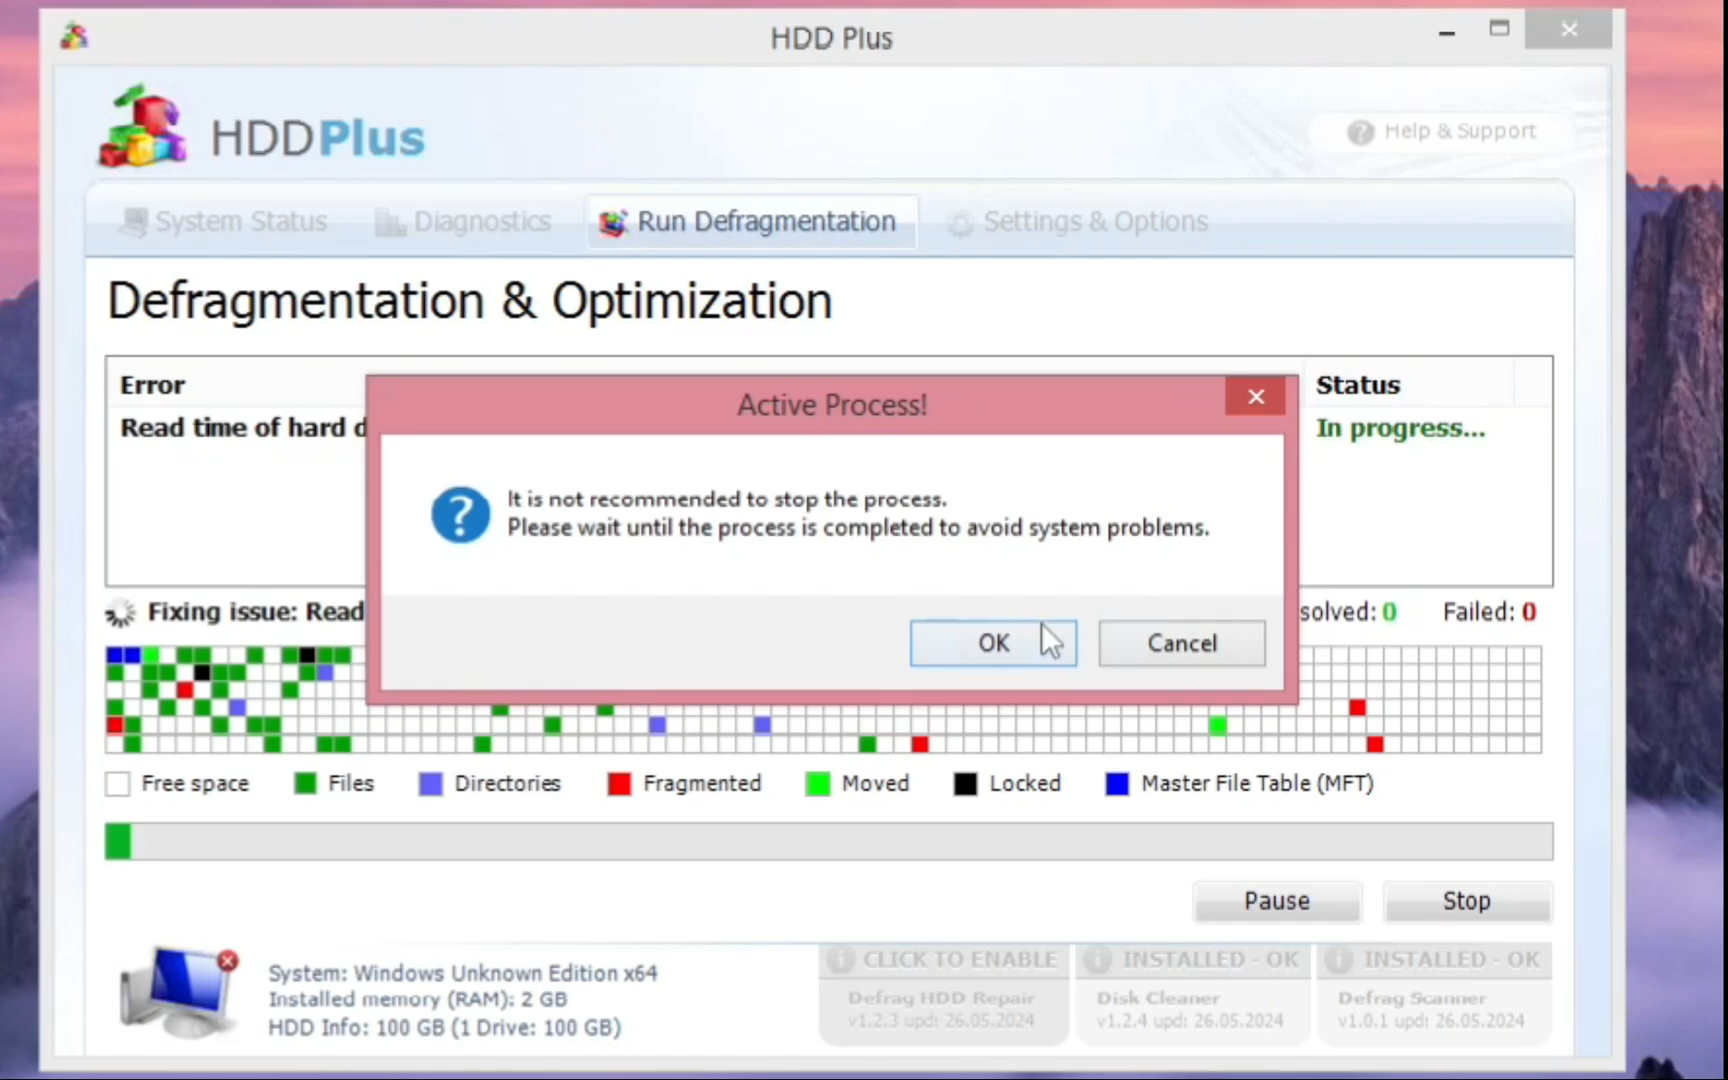 HDD Plus
HDDPlus
Help & Support
System Status
Diagnostics
Run Defragmentation
Settings & Options
Defragmentation & Optimization
Error
Status
Read time of hard d
In progress...
Active Process!
It is not recommended to stop the process.
Please wait until the process is completed to avoid system problems.
OK
Cancel
Fixing issue: Read
solved: 0
Failed: 0
Free space
Files
Directories
Fragmented
Moved
Locked
Master File Table (MFT)
Pause
Stop
System: Windows Unknown Edition x64
Installed memory (RAM): 2 GB
HDD Info: 100 GB (1 Drive: 100 GB)
CLICK TO ENABLE
Defrag HDD Repair
v1.2.3 upd: 26.05.2024
INSTALLED - OK
Disk Cleaner
v1.2.4 upd: 26.05.2024
INSTALLED - OK
Defrag Scanner
v1.0.1 upd: 26.05.2024